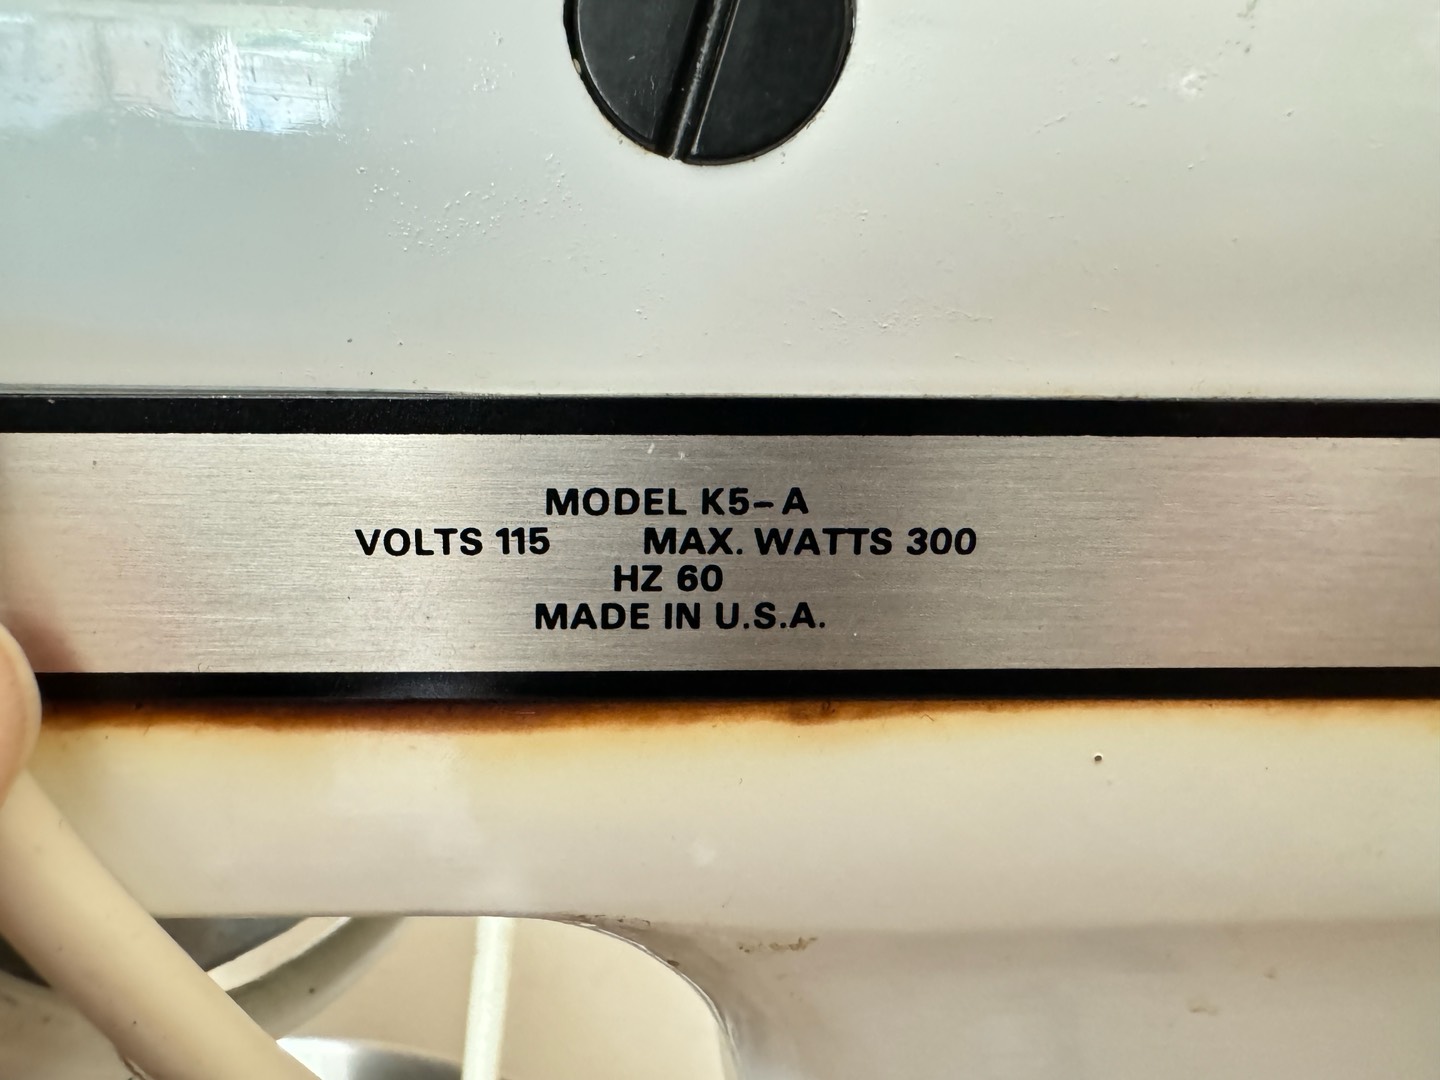 MODEL K5-A
VOLTS 115 MAX. WATTS 300
HZ 60
MADE IN U.S.A.